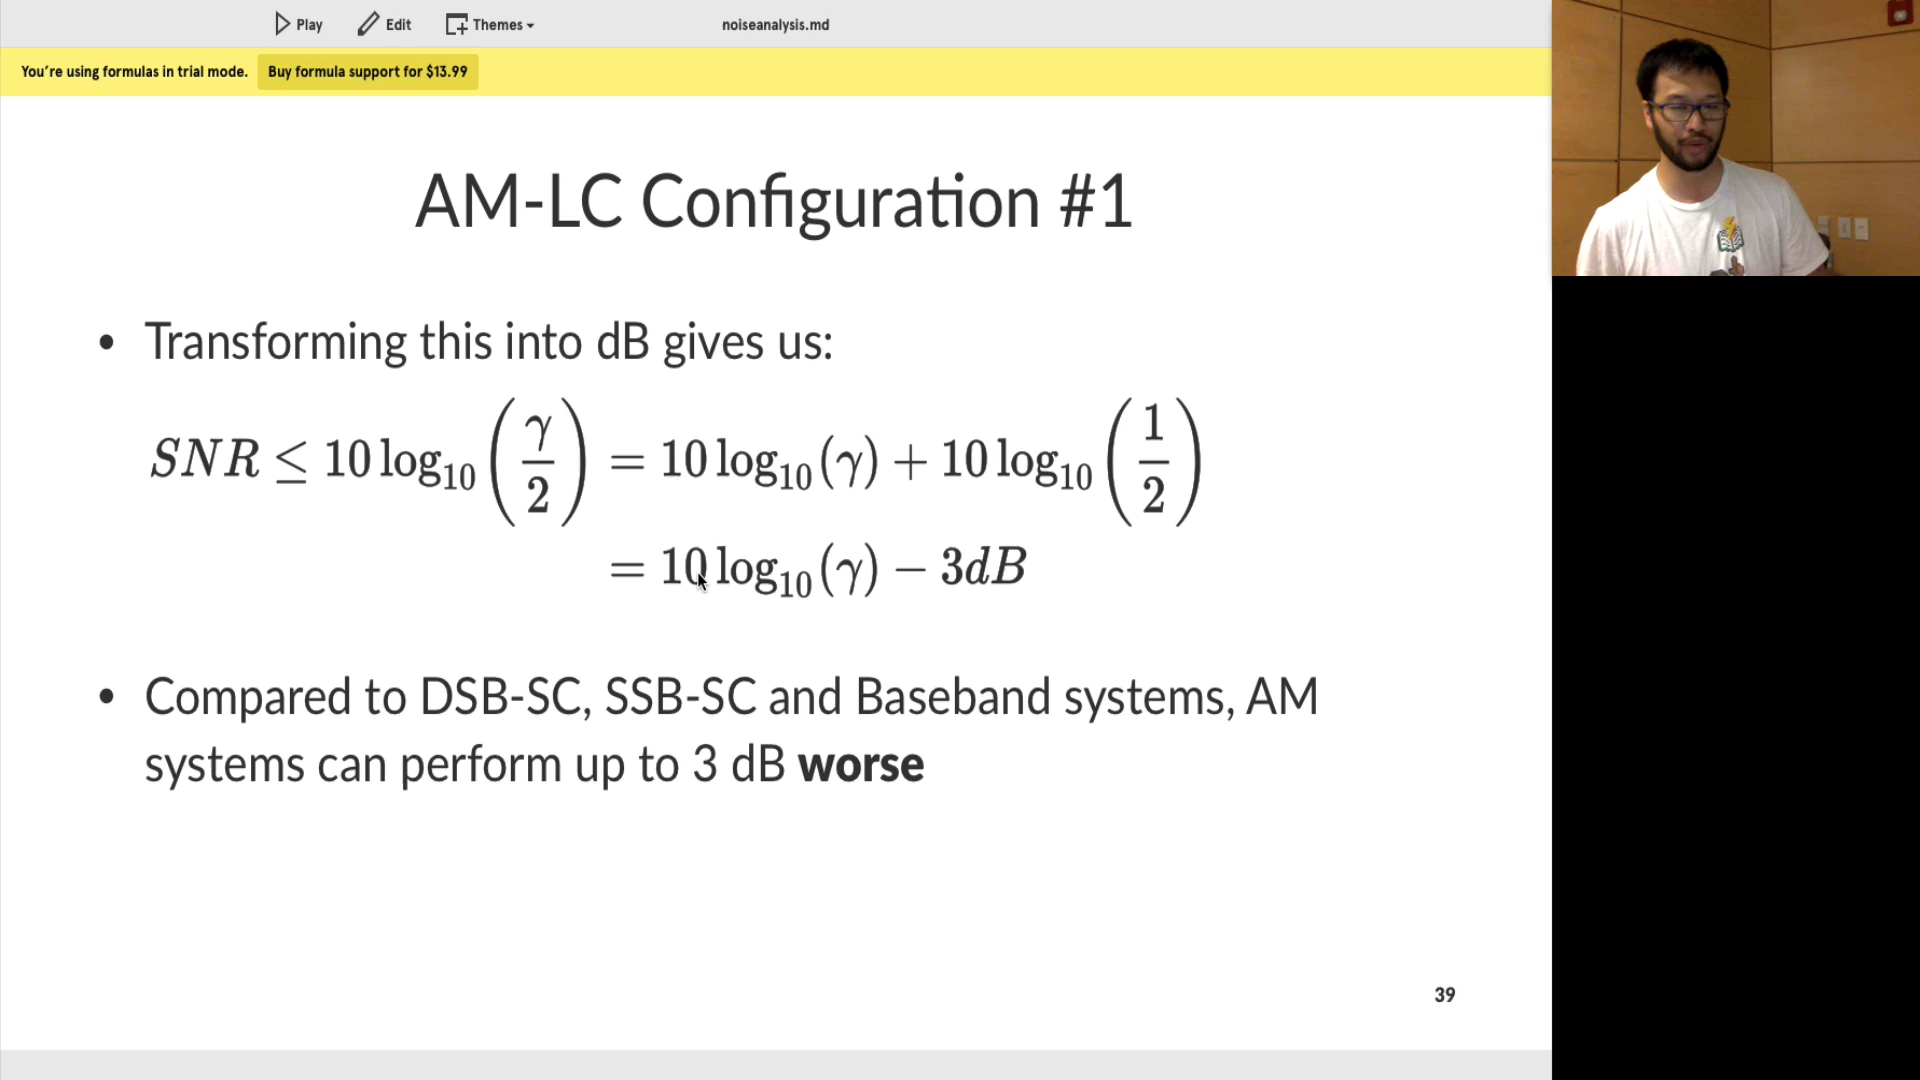 Play Edit Themes noiseanalysis.md
You're using formulas in trial mode. Buy formula support for $13.99
AM-LC Configuration #1
• Transforming this into dB gives us:
SNR ≤ 10 log₁₀(γ/2) = 10 log₁₀(γ) + 10 log₁₀(1/2)
= 10 log₁₀(γ) − 3dB
• Compared to DSB-SC, SSB-SC and Baseband systems, AM
systems can perform up to 3 dB worse
39